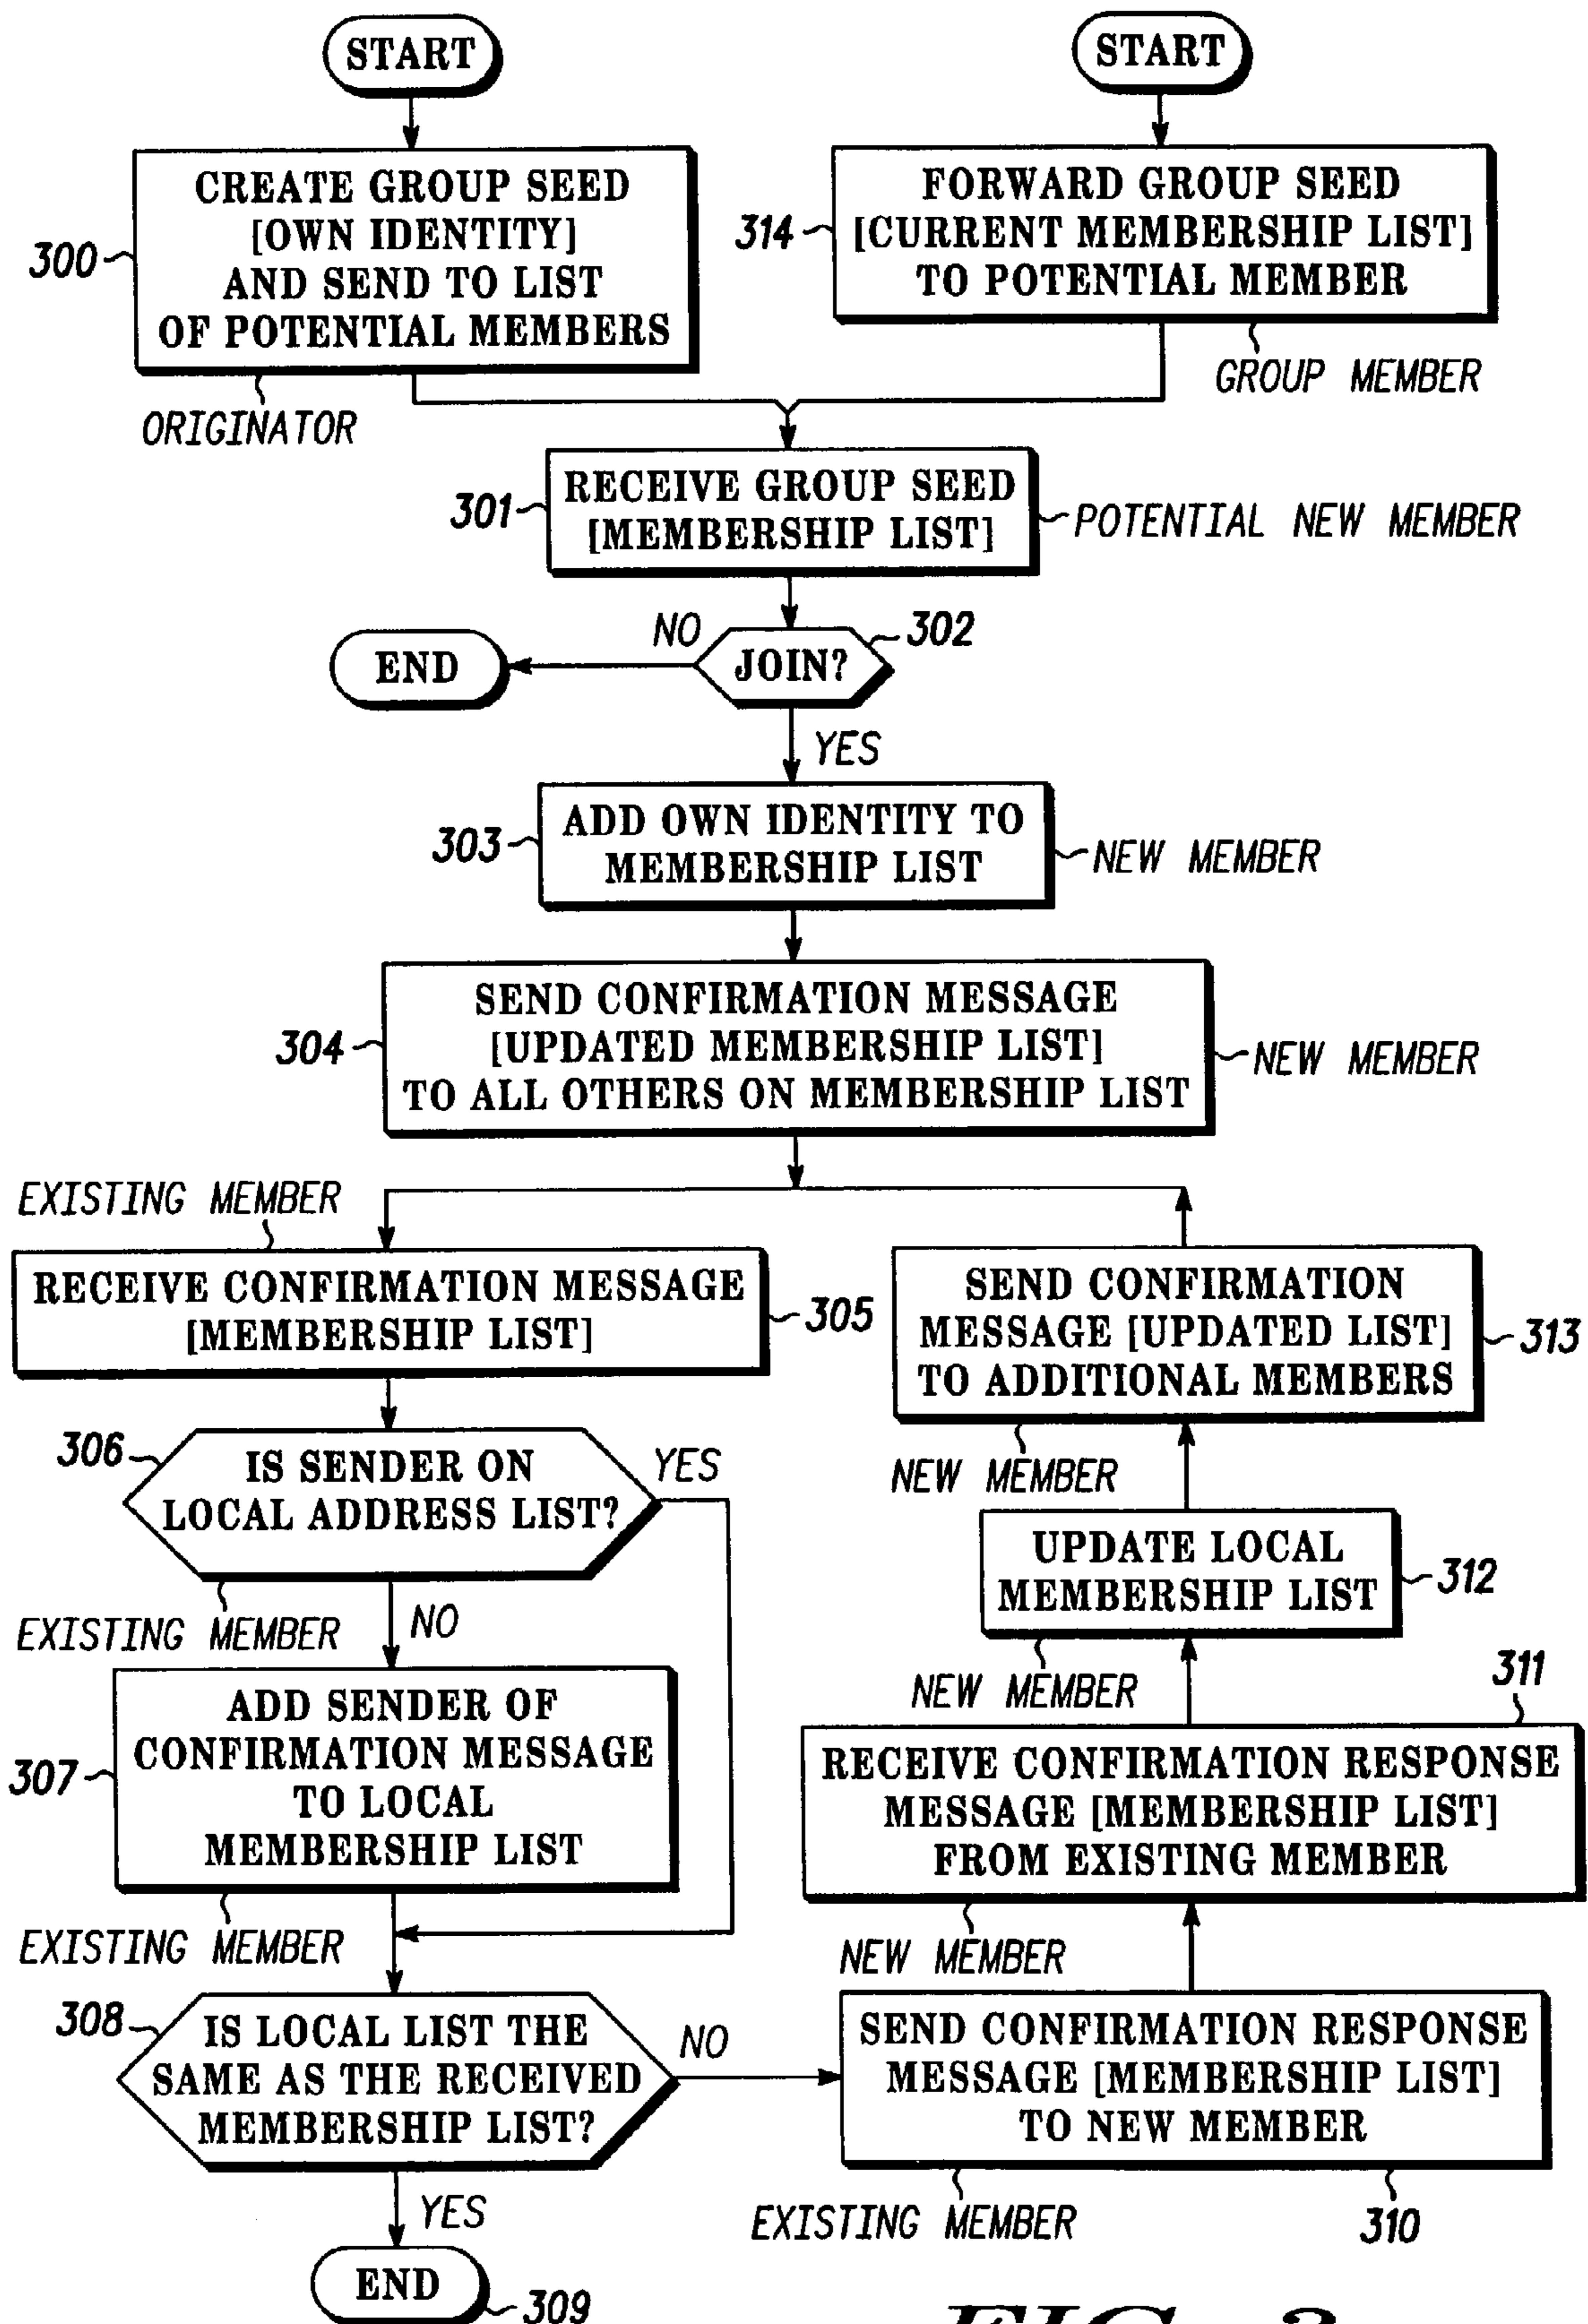 START
START
CREATE GROUP SEED
[OWN IDENTITY]
AND SEND TO LIST
OF POTENTIAL MEMBERS
300
ORIGINATOR
FORWARD GROUP SEED
[CURRENT MEMBERSHIP LIST]
TO POTENTIAL MEMBER
314
GROUP MEMBER
RECEIVE GROUP SEED
[MEMBERSHIP LIST]
301
POTENTIAL NEW MEMBER
JOIN?
302
NO
END
YES
ADD OWN IDENTITY TO
MEMBERSHIP LIST
303
NEW MEMBER
SEND CONFIRMATION MESSAGE
[UPDATED MEMBERSHIP LIST]
TO ALL OTHERS ON MEMBERSHIP LIST
304
NEW MEMBER
EXISTING MEMBER
RECEIVE CONFIRMATION MESSAGE
[MEMBERSHIP LIST]
305
IS SENDER ON
LOCAL ADDRESS LIST?
306
YES
EXISTING MEMBER
NO
ADD SENDER OF
CONFIRMATION MESSAGE
TO LOCAL
MEMBERSHIP LIST
307
EXISTING MEMBER
IS LOCAL LIST THE
SAME AS THE RECEIVED
MEMBERSHIP LIST?
308
NO
YES
END
309
SEND CONFIRMATION
MESSAGE [UPDATED LIST]
TO ADDITIONAL MEMBERS
313
NEW MEMBER
UPDATE LOCAL
MEMBERSHIP LIST
312
NEW MEMBER
311
RECEIVE CONFIRMATION RESPONSE
MESSAGE [MEMBERSHIP LIST]
FROM EXISTING MEMBER
NEW MEMBER
SEND CONFIRMATION RESPONSE
MESSAGE [MEMBERSHIP LIST]
TO NEW MEMBER
EXISTING MEMBER
310